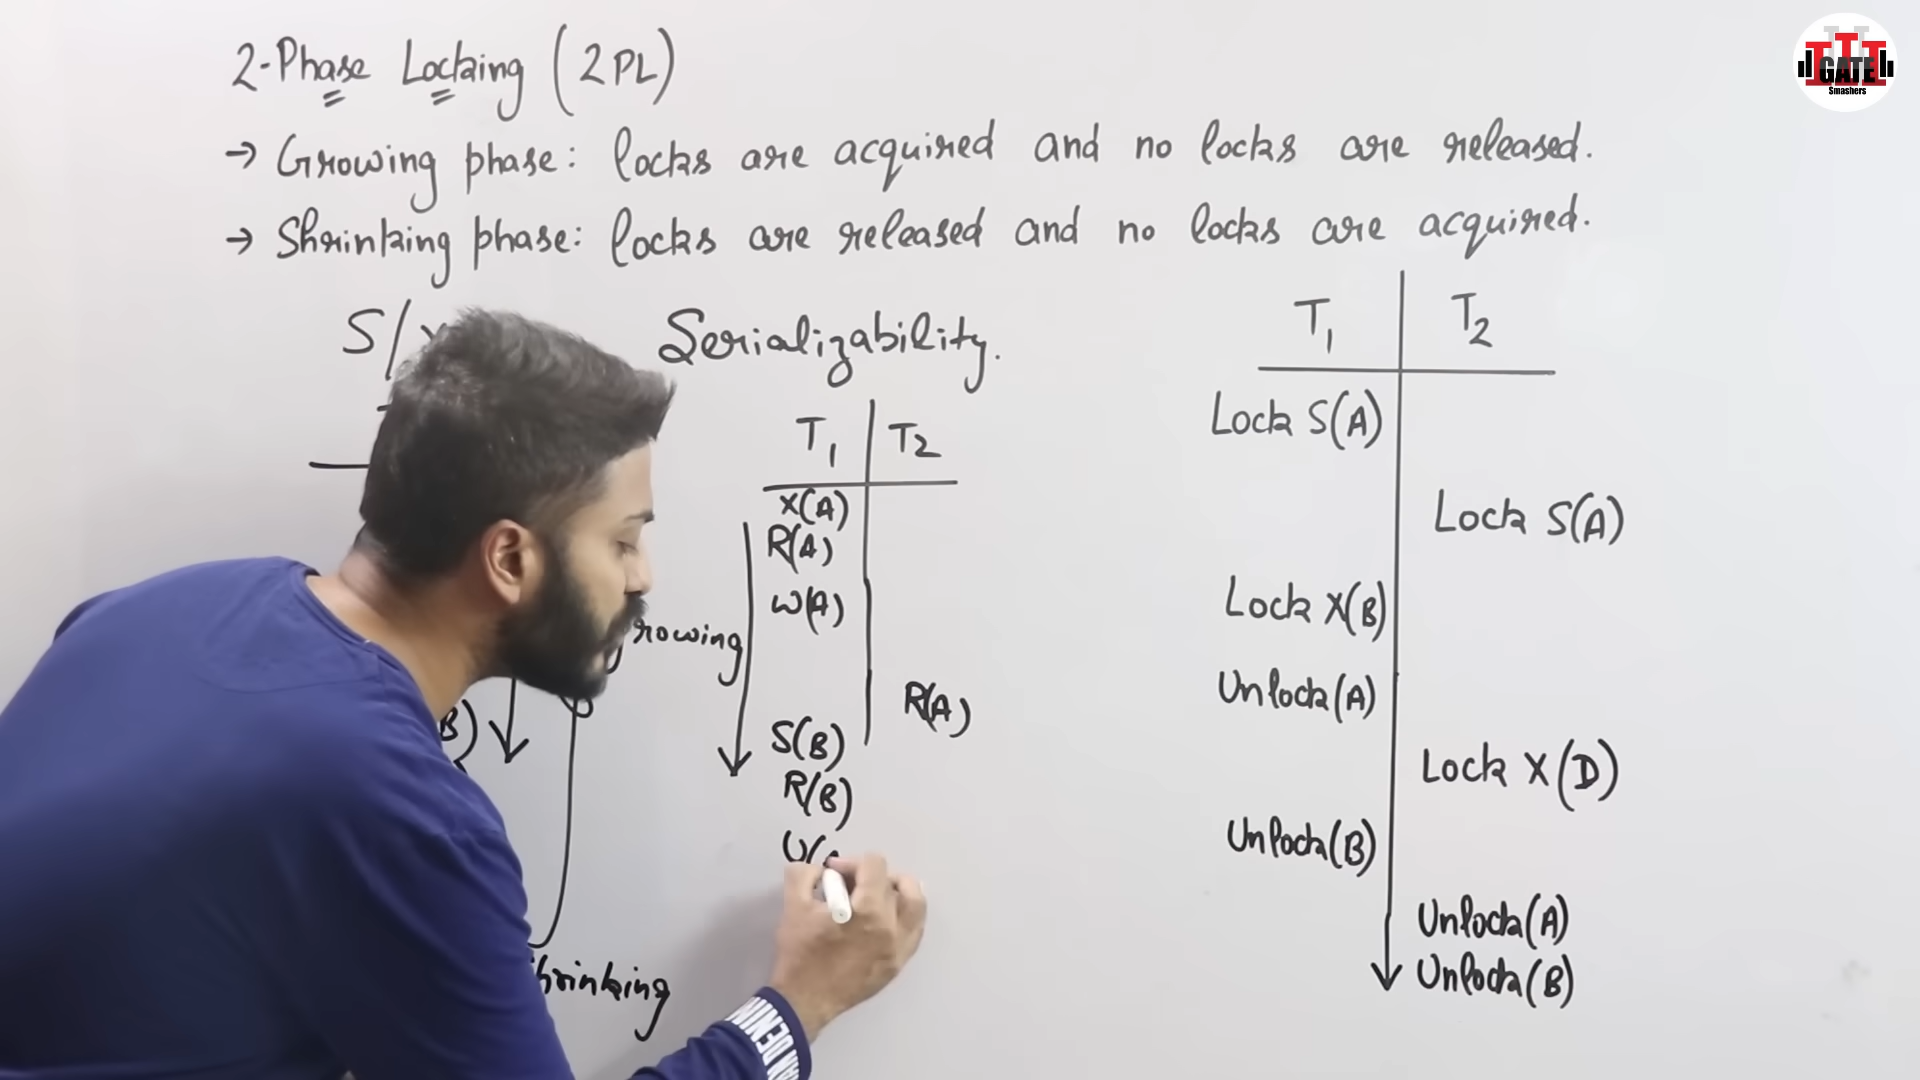 2-Phase Locking (2PL)
→ Growing phase: locks are acquired and no locks are released.
→ Shrinking phase: locks are released and no locks are acquired.
S/
Serializability.
T1 T2
X(A)
R(A)
W(A)
R(A)
S(B)
R(B)
U(
rowing
B)
hrinking
T1 T2
Lock S(A)
Lock S(A)
Lock X(B)
Unlock(A)
Lock X(D)
Unlock(B)
Unlock(A)
Unlock(B)
GATE
Smashers